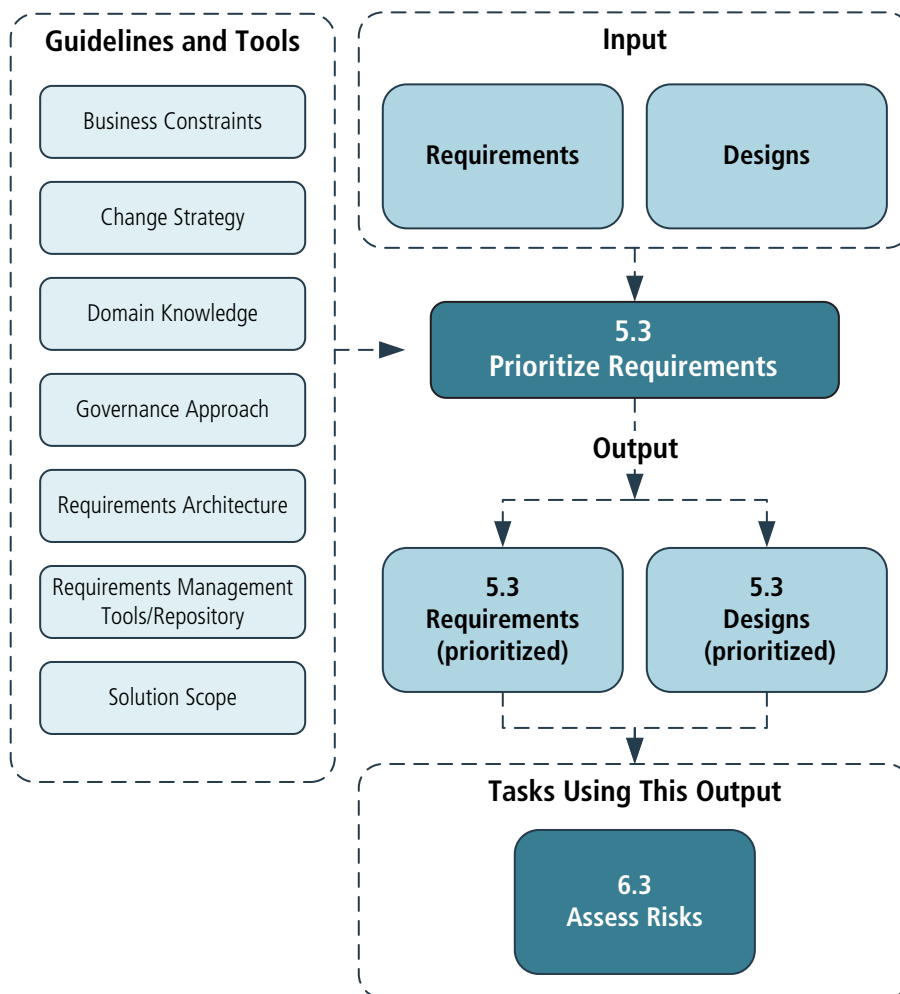 Guidelines and Tools
Business Constraints
Change Strategy
Domain Knowledge
Governance Approach
Requirements Architecture
Requirements Management
Tools/Repository
Solution Scope
Input
Requirements
Designs
5.3
Prioritize Requirements
Output
5.3
Requirements
(prioritized)
5.3
Designs
(prioritized)
Tasks Using This Output
6.3
Assess Risks